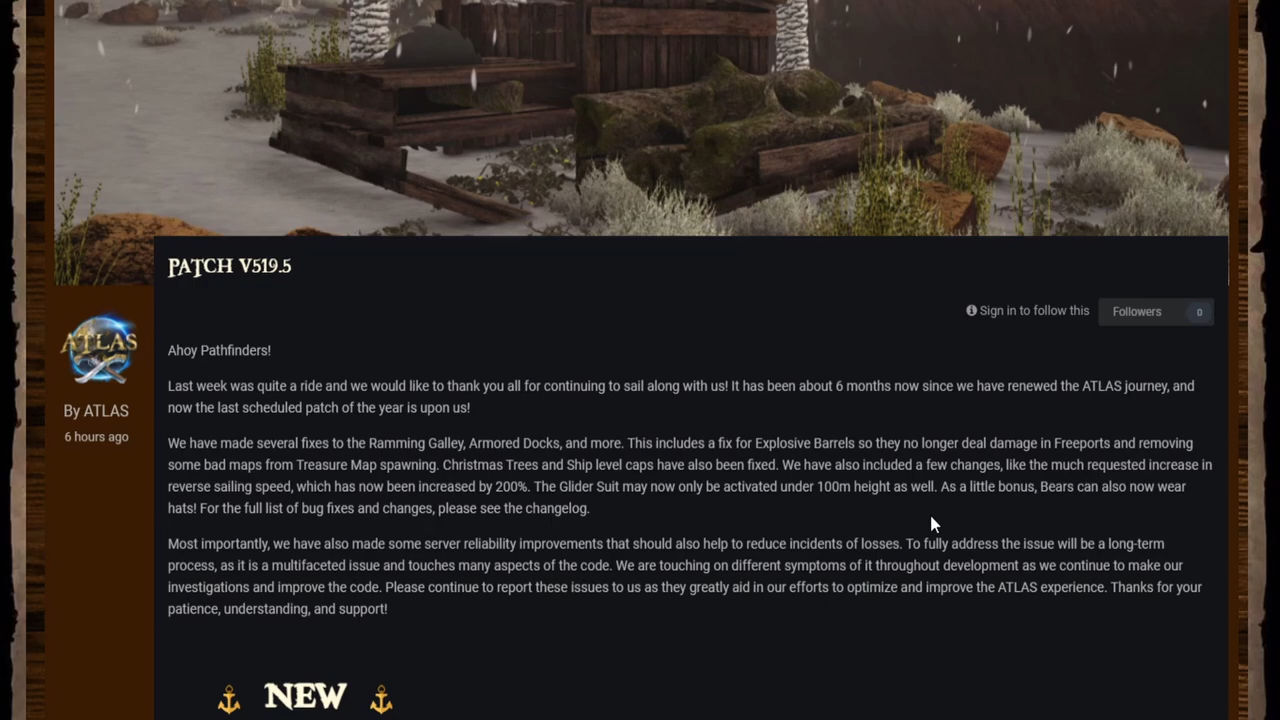 PATCH V519.5
Sign in to follow this
Followers
0
ATLAS
By ATLAS
6 hours ago
Ahoy Pathfinders!
Last week was quite a ride and we would like to thank you all for continuing to sail along with us! It has been about 6 months now since we have renewed the ATLAS journey, and
now the last scheduled patch of the year is upon us!
We have made several fixes to the Ramming Galley, Armored Docks, and more. This includes a fix for Explosive Barrels so they no longer deal damage in Freeports and removing
some bad maps from Treasure Map spawning. Christmas Trees and Ship level caps have also been fixed. We have also included a few changes, like the much requested increase in
reverse sailing speed, which has now been increased by 200%. The Glider Suit may now only be activated under 100m height as well. As a little bonus, Bears can also now wear
hats! For the full list of bug fixes and changes, please see the changelog.
Most importantly, we have also made some server reliability improvements that should also help to reduce incidents of losses. To fully address the issue will be a long-term
process, as it is a multifaceted issue and touches many aspects of the code. We are touching on different symptoms of it throughout development as we continue to make our
investigations and improve the code. Please continue to report these issues to us as they greatly aid in our efforts to optimize and improve the ATLAS experience. Thanks for your
patience, understanding, and support!
NEW